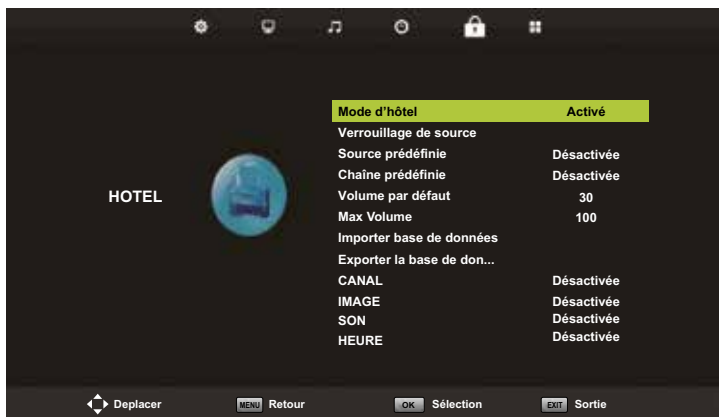 Mode d'hôtel Activé
Verrouillage de source
Source prédéfinie Désactivée
Chaîne prédéfinie Désactivée
HOTEL
Volume par défaut 30
Max Volume 100
Importer base de données
Exporter la base de don...
CANAL Désactivée
IMAGE Désactivée
SON Désactivée
HEURE Désactivée
Deplacer MENU Retour OK Sélection EXIT Sortie